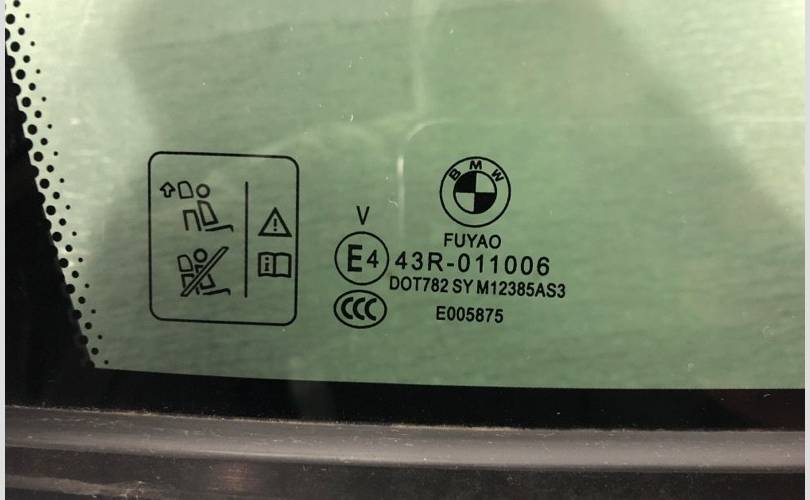 BMW
FUYAO
V
E4 43R-011006
DOT782 SY M12385AS3
CCC
E005875